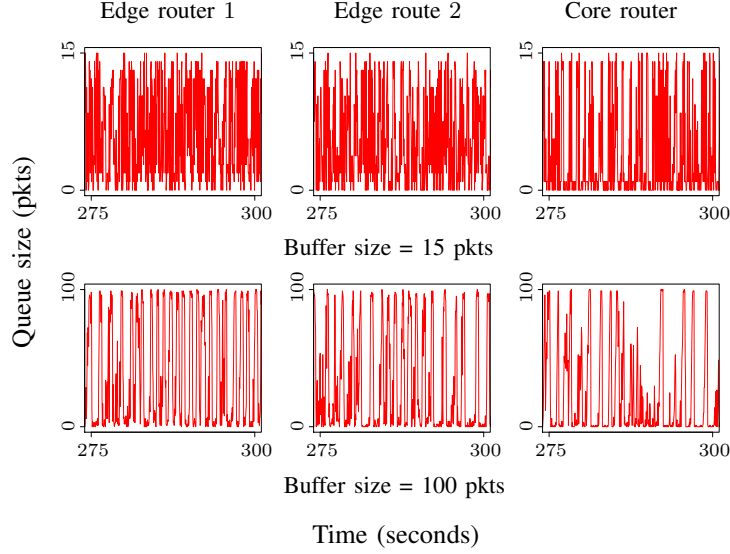 Edge router 1 Edge route 2 Core router
15 15 15
0 0 0
275 300 275 300 275 300
Buffer size = 15 pkts
Queue size (pkts)
100 100 100
0 0 0
275 300 275 300 275 300
Buffer size = 100 pkts
Time (seconds)